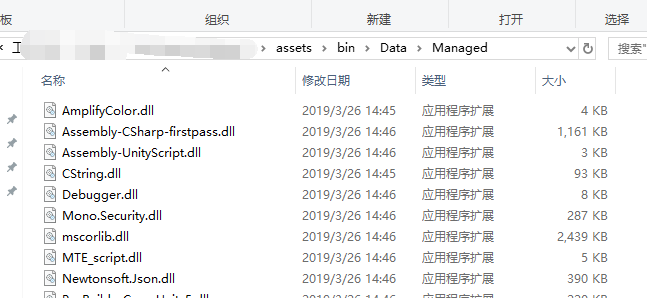 板 组织 新建 打开 选择
assets bin Data Managed 搜索"
名称 修改日期 类型 大小
AmplifyColor.dll 2019/3/26 14:45 应用程序扩展 4 KB
Assembly-CSharp-firstpass.dll 2019/3/26 14:46 应用程序扩展 1,161 KB
Assembly-UnityScript.dll 2019/3/26 14:46 应用程序扩展 3 KB
CString.dll 2019/3/26 14:45 应用程序扩展 93 KB
Debugger.dll 2019/3/26 14:46 应用程序扩展 8 KB
Mono.Security.dll 2019/3/26 14:46 应用程序扩展 287 KB
mscorlib.dll 2019/3/26 14:46 应用程序扩展 2,439 KB
MTE_script.dll 2019/3/26 14:46 应用程序扩展 5 KB
Newtonsoft.Json.dll 2019/3/26 14:46 应用程序扩展 390 KB